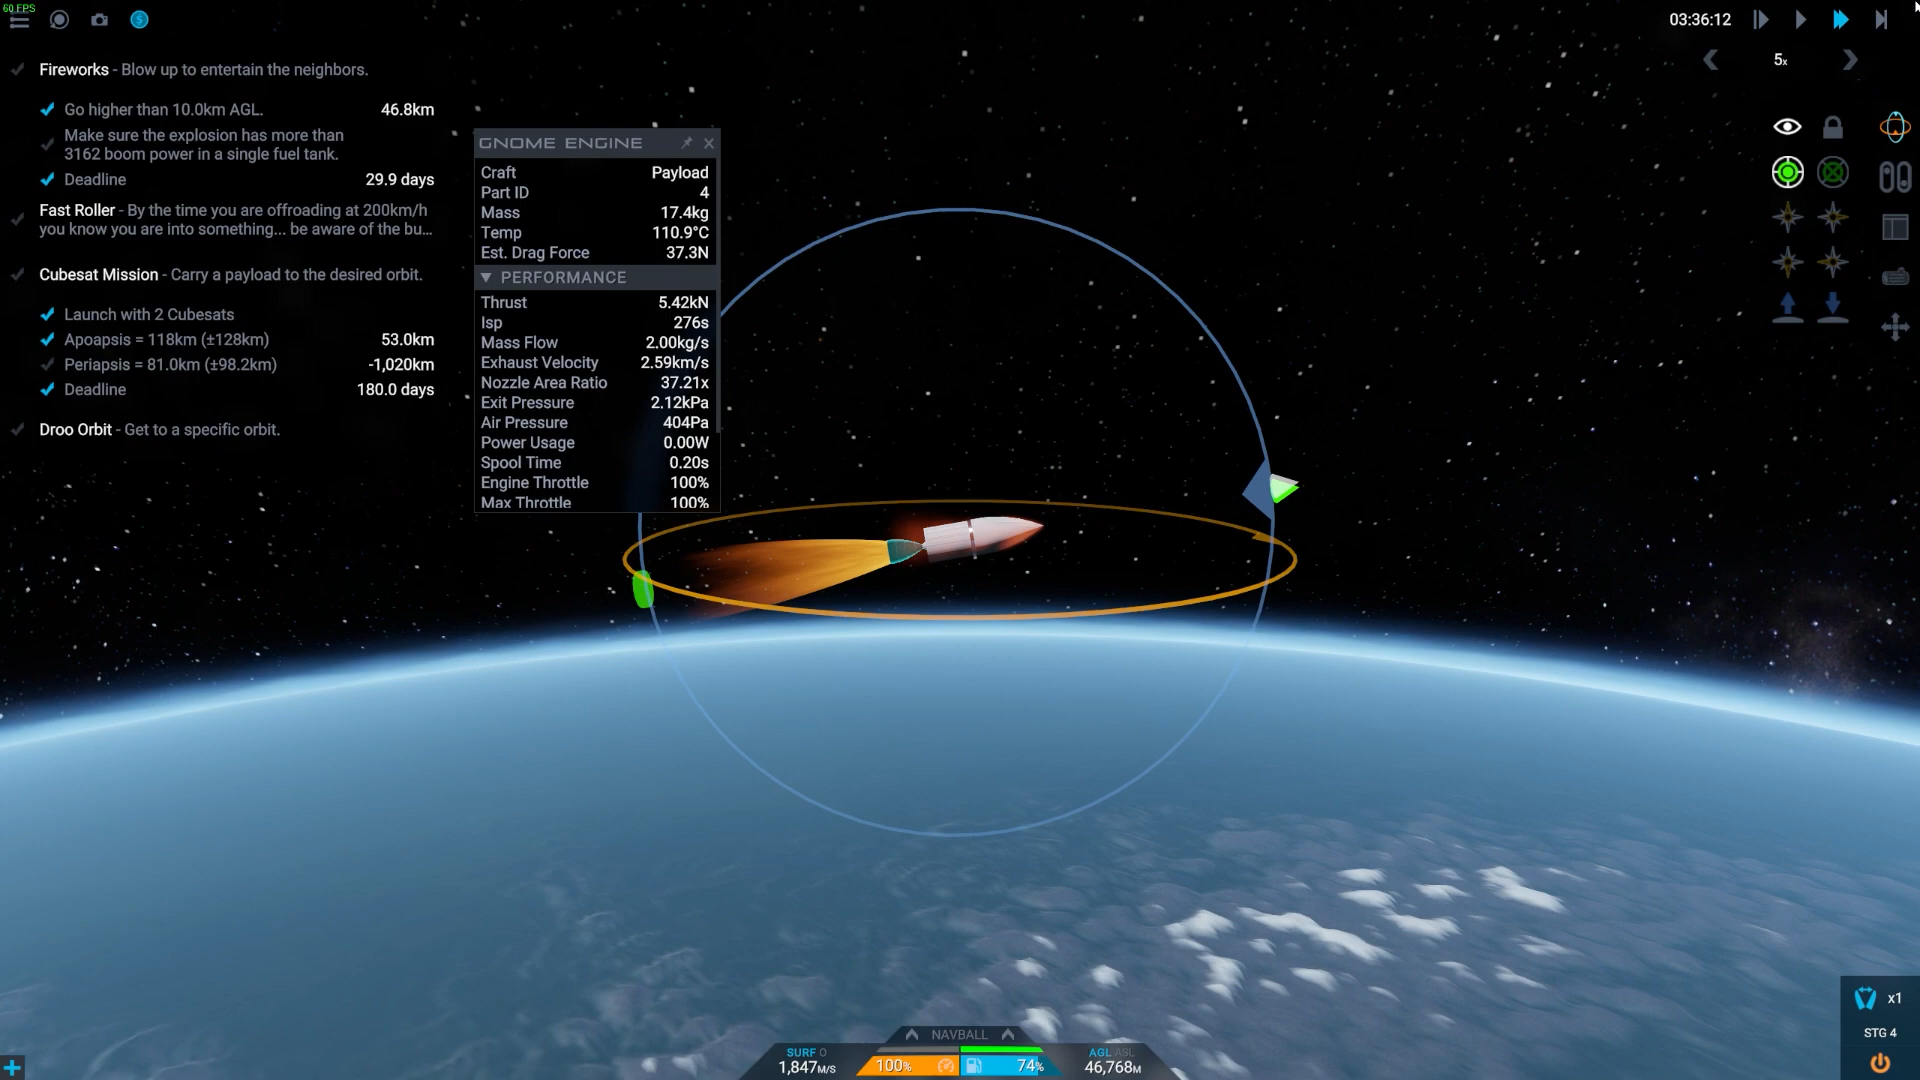 60 FPS
03:36:12
5x
Fireworks - Blow up to entertain the neighbors.
Go higher than 10.0km AGL. 46.8km
Make sure the explosion has more than
3162 boom power in a single fuel tank.
Deadline 29.9 days
Fast Roller - By the time you are offroading at 200km/h
you know you are into something... be aware of the bu...
Cubesat Mission - Carry a payload to the desired orbit.
Launch with 2 Cubesats
Apoapsis = 118km (±128km) 53.0km
Periapsis = 81.0km (±98.2km) -1,020km
Deadline 180.0 days
Droo Orbit - Get to a specific orbit.
GNOME ENGINE
Craft Payload
Part ID 4
Mass 17.4kg
Temp 110.9°C
Est. Drag Force 37.3N
PERFORMANCE
Thrust 5.42kN
Isp 276s
Mass Flow 2.00kg/s
Exhaust Velocity 2.59km/s
Nozzle Area Ratio 37.21x
Exit Pressure 2.12kPa
Air Pressure 404Pa
Power Usage 0.00W
Spool Time 0.20s
Engine Throttle 100%
Max Throttle 100%
x1
STG 4
NAVBALL
SURF O
1,847M/S
100%
74%
AGL ASL
46,768M